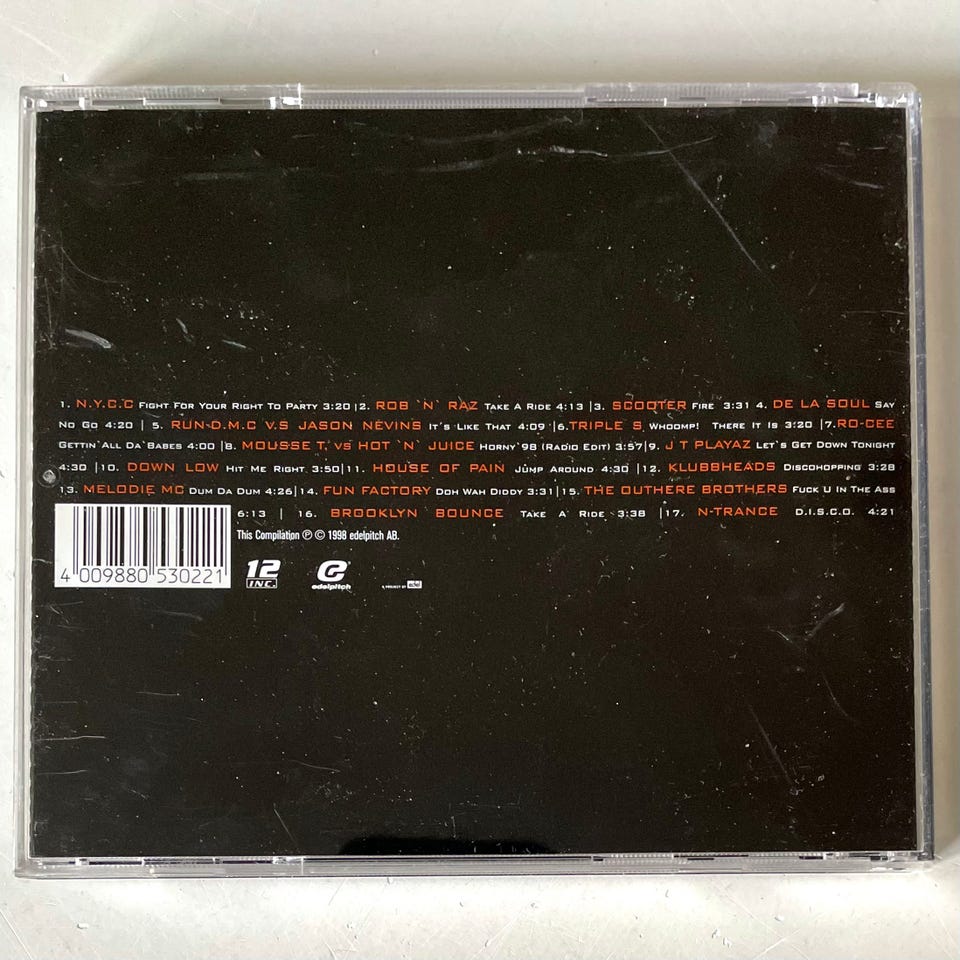 1. N.Y.C.C Fight For Your Right To Party 3:20 |2. ROB `N` RAZ Take A Ride 4:13 |3. SCOOTER Fire 3:31 4. DE LA SOUL Say
No Go 4:20 | 5. RUN-D.M.C V.S JASON NEVINS It`s Like That 4:09 |6.TRIPLE S Whoomp! There It Is 3:20 |7.RO-CEE
Gettin`All Da`Babes 4:00 |8. MOUSSE T. vs HOT `N` JUICE Horny`98 (Radio Edit) 3:57|9. J T PLAYAZ Let`s Get Down Tonight
4:30 |10. DOWN LOW Hit Me Right 3:50|11. HOUSE OF PAIN Jump Around 4:30 |12. KLUBBHEADS Discohopping 3:28
13. MELODIE MC Dum Da Dum 4:26|14. FUN FACTORY Doh Wah Diddy 3:31|15. THE OUTHERE BROTHERS Fuck U In The Ass
6:13 | 16. BROOKLYN BOUNCE Take A Ride 3:38 |17. N-TRANCE D.I.S.C.O. 4:21
This Compilation ℗ © 1998 edelpitch AB.
4 009880 530221
12 INC.
edelpitch
A PROJECT BY edel